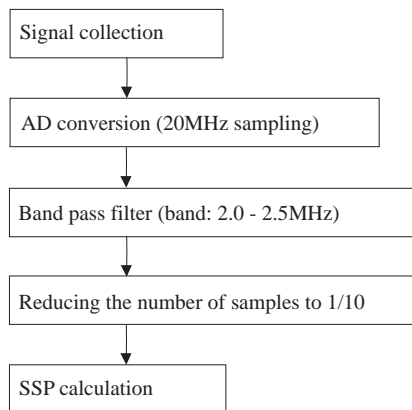 Signal collection
AD conversion (20MHz sampling)
Band pass filter (band: 2.0 - 2.5MHz)
Reducing the number of samples to 1/10
SSP calculation